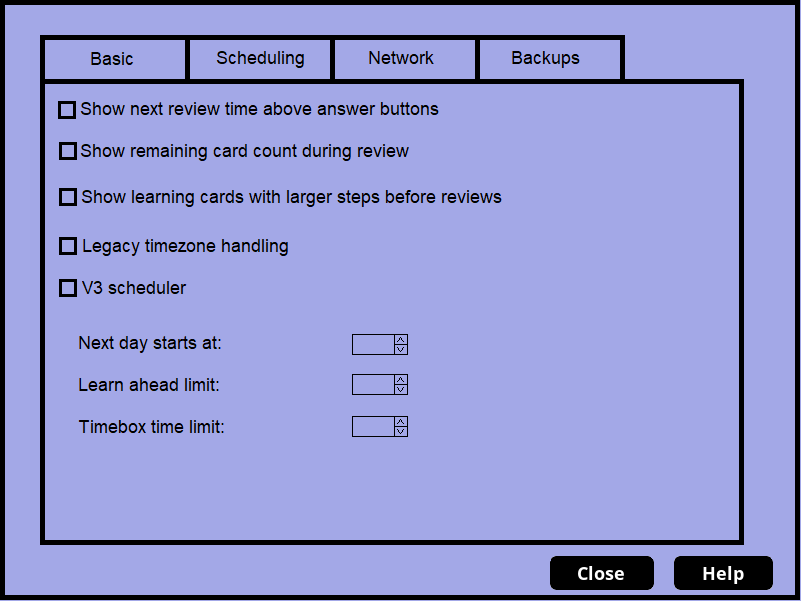 Basic
Scheduling
Network
Backups
Show next review time above answer buttons
Show remaining card count during review
Show learning cards with larger steps before reviews
Legacy timezone handling
V3 scheduler
Next day starts at:
Learn ahead limit:
Timebox time limit:
Close
Help